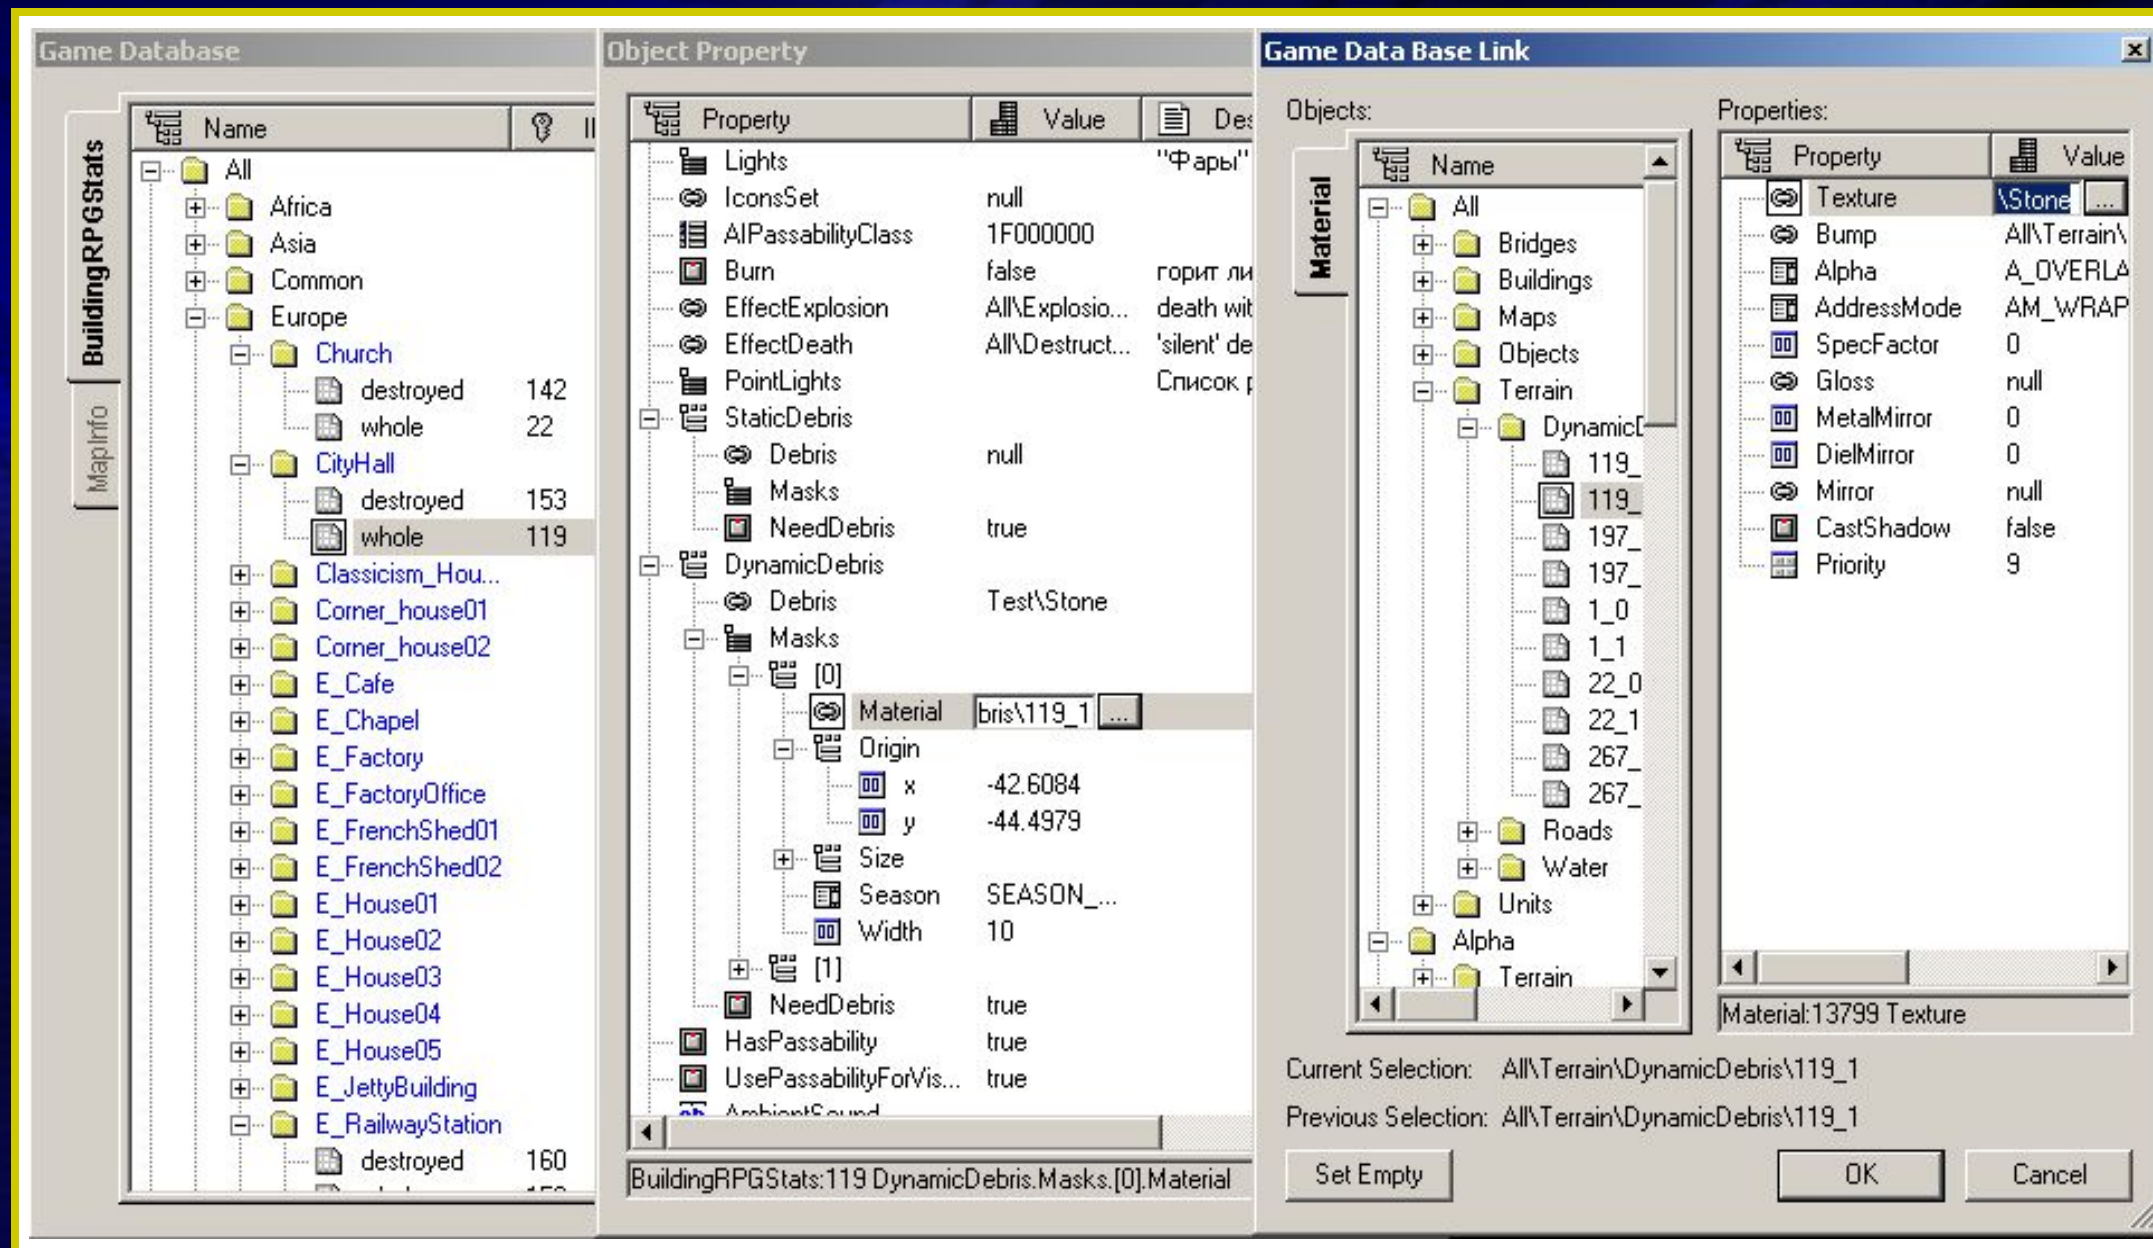 Game Database
BuildingRPGStats
MapInfo
Name
All
Africa
Asia
Common
Europe
Church
destroyed 142
whole 22
CityHall
destroyed 153
whole 119
Classicism_Hou...
Corner_house01
Corner_house02
E_Cafe
E_Chapel
E_Factory
E_FactoryOffice
E_FrenchShed01
E_FrenchShed02
E_House01
E_House02
E_House03
E_House04
E_House05
E_JettyBuilding
E_RailwayStation
destroyed 160
Object Property
Property Value Des
Lights "Фары"
IconsSet null
AIPassabilityClass 1F000000
Burn false горит ли
EffectExplosion All\Explosio... death wit
EffectDeath All\Destruct... 'silent' de
PointLights Список р
StaticDebris
Debris null
Masks
NeedDebris true
DynamicDebris
Debris Test\Stone
Masks
[0]
Material bris\119_1 ...
Origin
x -42.6084
y -44.4979
Size
Season SEASON_...
Width 10
[1]
NeedDebris true
HasPassability true
UsePassabilityForVis... true
AmbientSound
BuildingRPGStats:119 DynamicDebris.Masks.[0].Material
Game Data Base Link
Objects:
Material
Name
All
Bridges
Buildings
Maps
Objects
Terrain
DynamicD
119_
119_
197_
197_
1_0
1_1
22_0
22_1
267_
267_
Roads
Water
Units
Alpha
Terrain
Properties:
Property Value
Texture \Stone ...
Bump All\Terrain\
Alpha A_OVERLA
AddressMode AM_WRAP
SpecFactor 0
Gloss null
MetalMirror 0
DielMirror 0
Mirror null
CastShadow false
Priority 9
Material:13799 Texture
Current Selection: All\Terrain\DynamicDebris\119_1
Previous Selection: All\Terrain\DynamicDebris\119_1
Set Empty OK Cancel